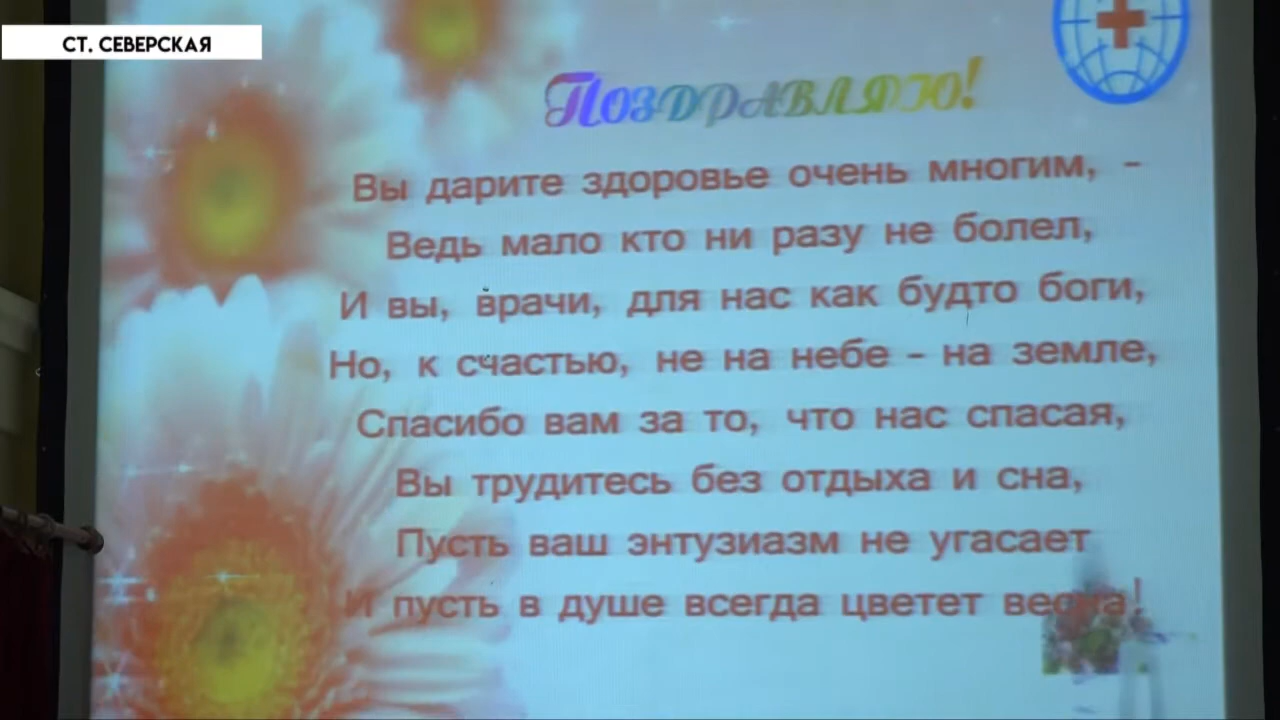 СТ. СЕВЕРСКАЯ
Поздравляю!
Вы дарите здоровье очень многим, -
Ведь мало кто ни разу не болел,
И вы, врачи, для нас как будто боги,
Но, к счастью, не на небе - на земле,
Спасибо вам за то, что нас спасая,
Вы трудитесь без отдыха и сна,
Пусть ваш энтузиазм не угасает
И пусть в душе всегда цветет весна!